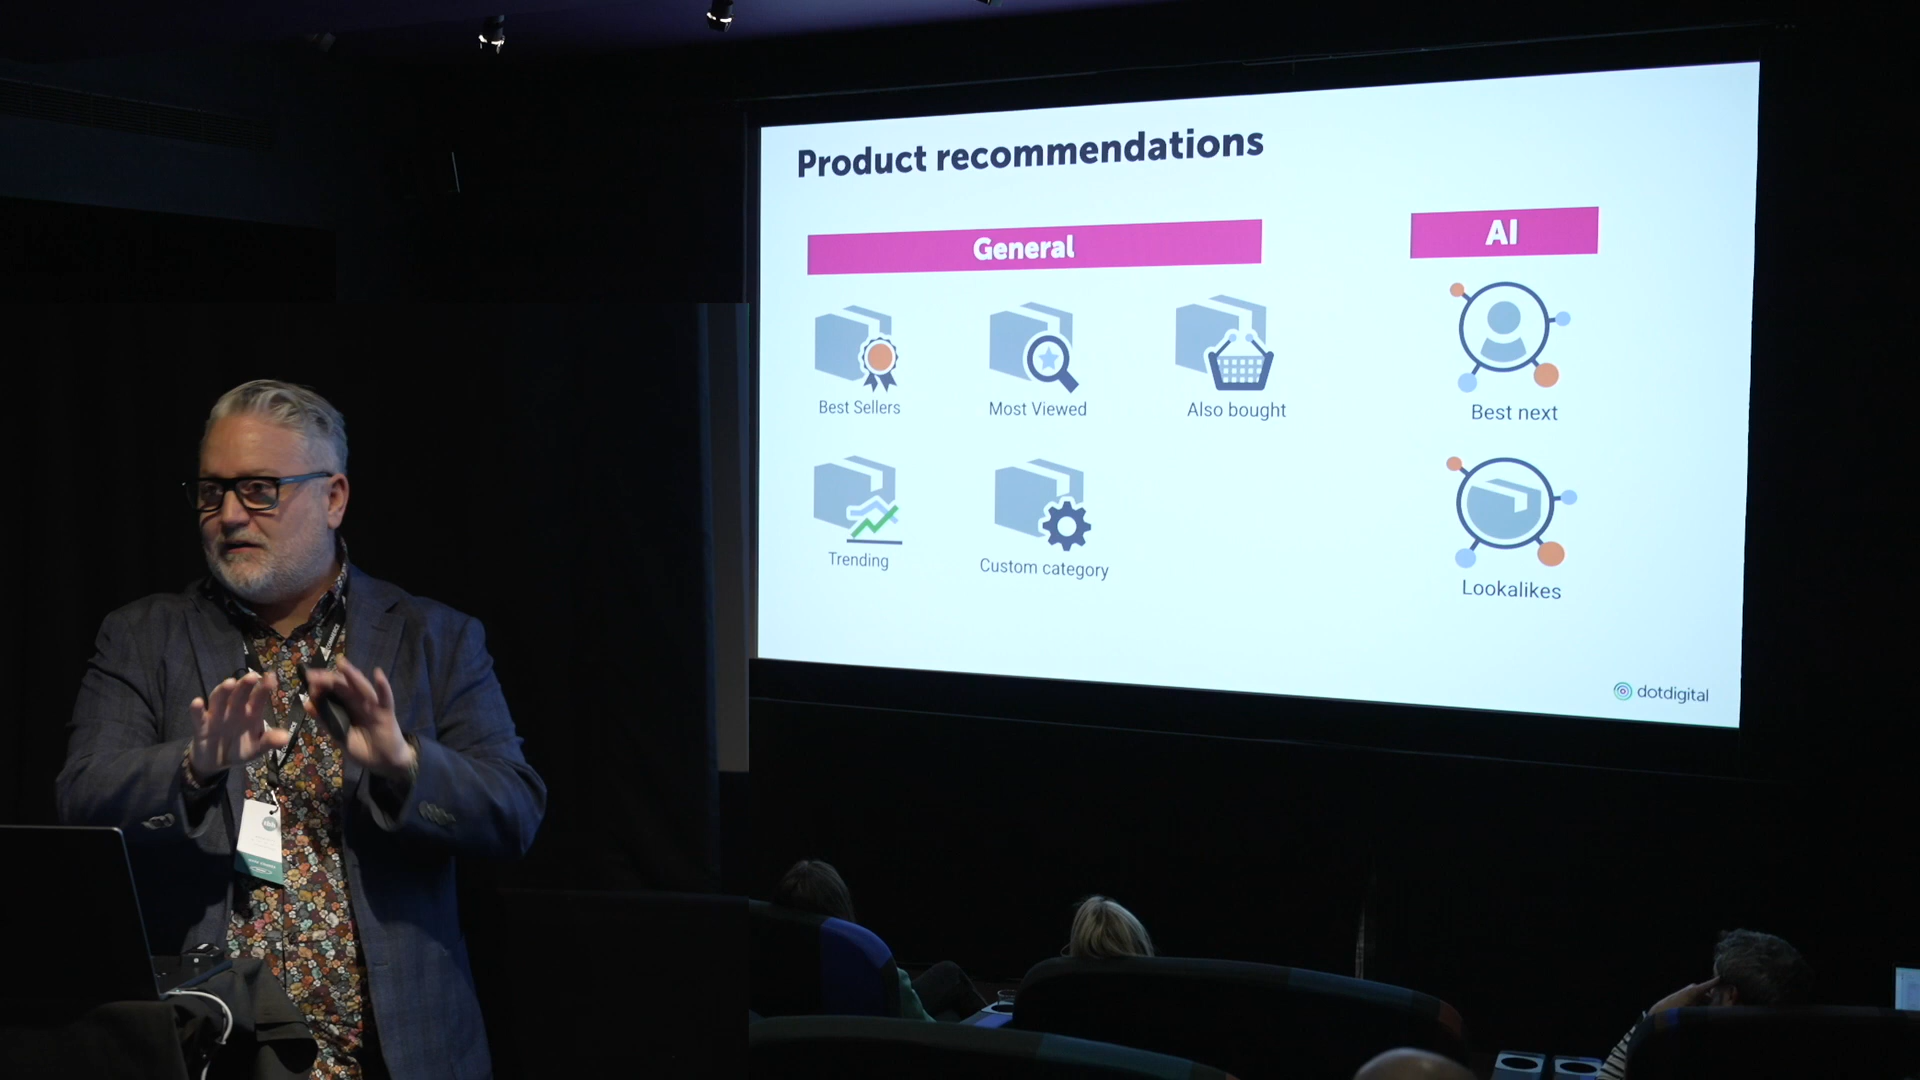 Product recommendations
General
AI
Best Sellers
Most Viewed
Also bought
Best next
Trending
Custom category
Lookalikes
dotdigital